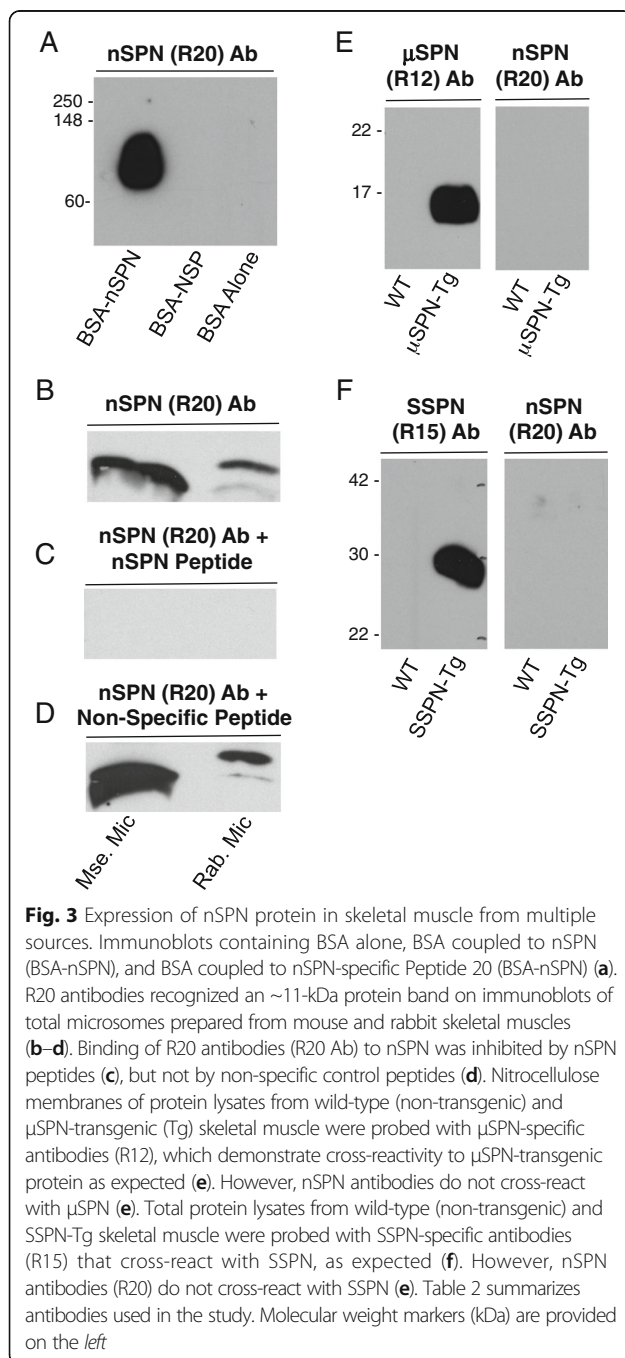 A
nSPN (R20) Ab
250 -
148 -
60-
BSA-nSPN
BSA-NSP
BSA Alone
B
nSPN (R20) Ab
C
nSPN (R20) Ab +
nSPN Peptide
D
nSPN (R20) Ab +
Non-Specific Peptide
Mse. Mic
Rab. Mic
E
µSPN
(R12) Ab
nSPN
(R20) Ab
22 -
17 -
WT
µSPN-Tg
WT
µSPN-Tg
F
SSPN
(R15) Ab
nSPN
(R20) Ab
42 -
30 -
22 -
WT
SSPN-Tg
WT
SSPN-Tg
Fig. 3 Expression of nSPN protein in skeletal muscle from multiple
sources. Immunoblots containing BSA alone, BSA coupled to nSPN
(BSA-nSPN), and BSA coupled to nSPN-specific Peptide 20 (BSA-nSPN) (a).
R20 antibodies recognized an ~11-kDa protein band on immunoblots of
total microsomes prepared from mouse and rabbit skeletal muscles
(b–d). Binding of R20 antibodies (R20 Ab) to nSPN was inhibited by nSPN
peptides (c), but not by non-specific control peptides (d). Nitrocellulose
membranes of protein lysates from wild-type (non-transgenic) and
µSPN-transgenic (Tg) skeletal muscle were probed with µSPN-specific
antibodies (R12), which demonstrate cross-reactivity to µSPN-transgenic
protein as expected (e). However, nSPN antibodies do not cross-react
with µSPN (e). Total protein lysates from wild-type (non-transgenic) and
SSPN-Tg skeletal muscle were probed with SSPN-specific antibodies
(R15) that cross-react with SSPN, as expected (f). However, nSPN
antibodies (R20) do not cross-react with SSPN (e). Table 2 summarizes
antibodies used in the study. Molecular weight markers (kDa) are provided
on the left